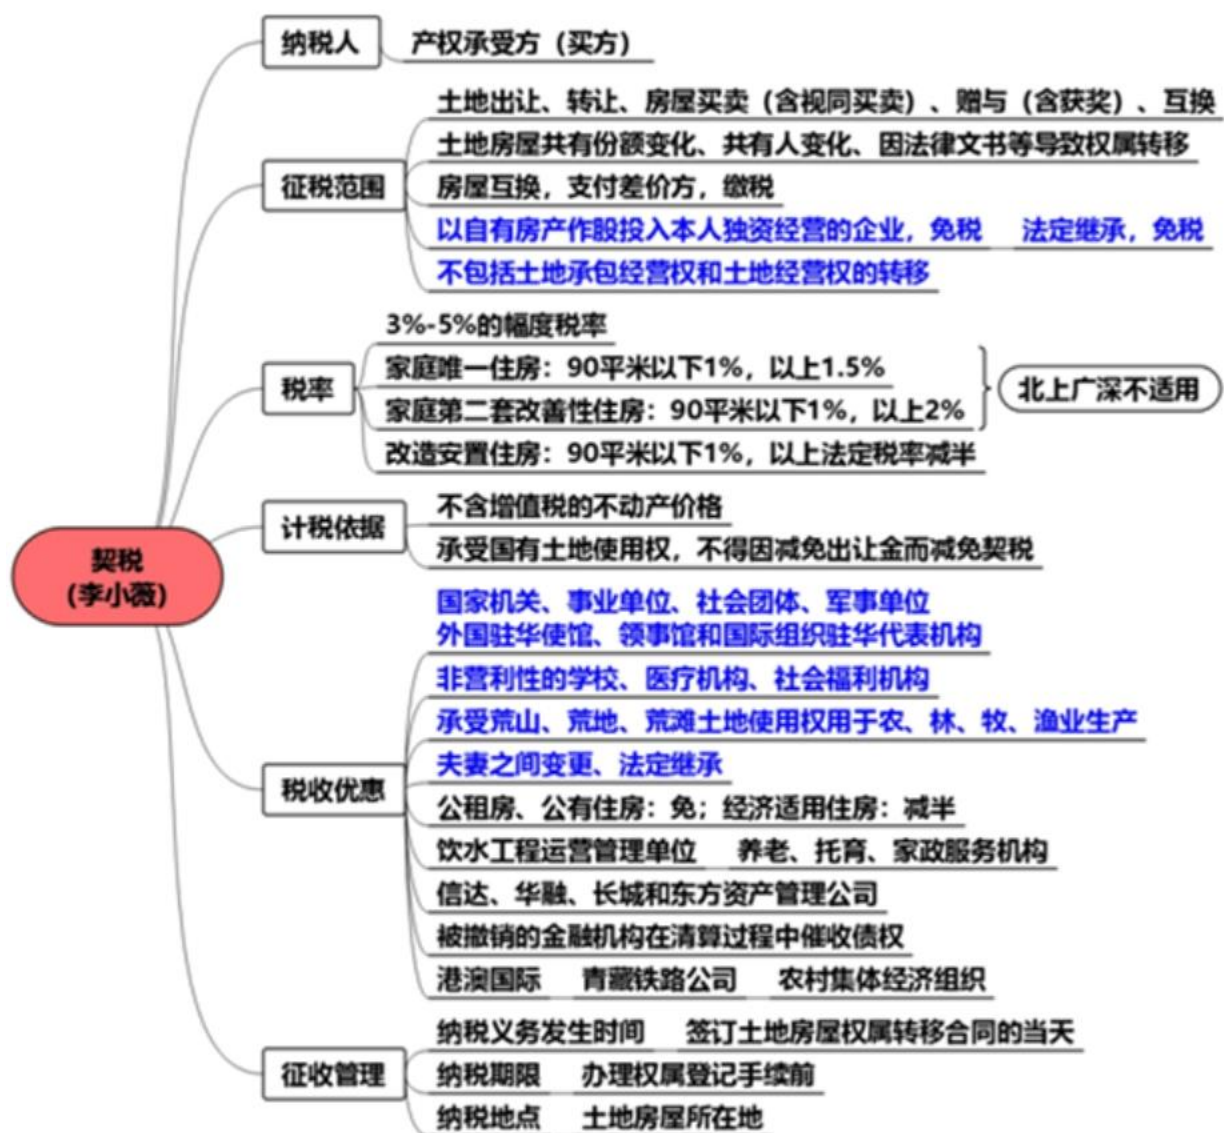 契税
(李小薇)
纳税人
产权承受方（买方）
征税范围
土地出让、转让、房屋买卖（含视同买卖）、赠与（含获奖）、互换
土地房屋共有份额变化、共有人变化、因法律文书等导致权属转移
房屋互换，支付差价方，缴税
以自有房产作股投入本人独资经营的企业，免税 法定继承，免税
不包括土地承包经营权和土地经营权的转移
税率
3%-5%的幅度税率
家庭唯一住房：90平米以下1%，以上1.5%
家庭第二套改善性住房：90平米以下1%，以上2%
北上广深不适用
改造安置住房：90平米以下1%，以上法定税率减半
计税依据
不含增值税的不动产价格
承受国有土地使用权，不得因减免出让金而减免契税
税收优惠
国家机关、事业单位、社会团体、军事单位
外国驻华使馆、领事馆和国际组织驻华代表机构
非营利性的学校、医疗机构、社会福利机构
承受荒山、荒地、荒滩土地使用权用于农、林、牧、渔业生产
夫妻之间变更、法定继承
公租房、公有住房：免；经济适用住房：减半
饮水工程运营管理单位 养老、托育、家政服务机构
信达、华融、长城和东方资产管理公司
被撤销的金融机构在清算过程中催收债权
港澳国际 青藏铁路公司 农村集体经济组织
征收管理
纳税义务发生时间 签订土地房屋权属转移合同的当天
纳税期限 办理权属登记手续前
纳税地点 土地房屋所在地